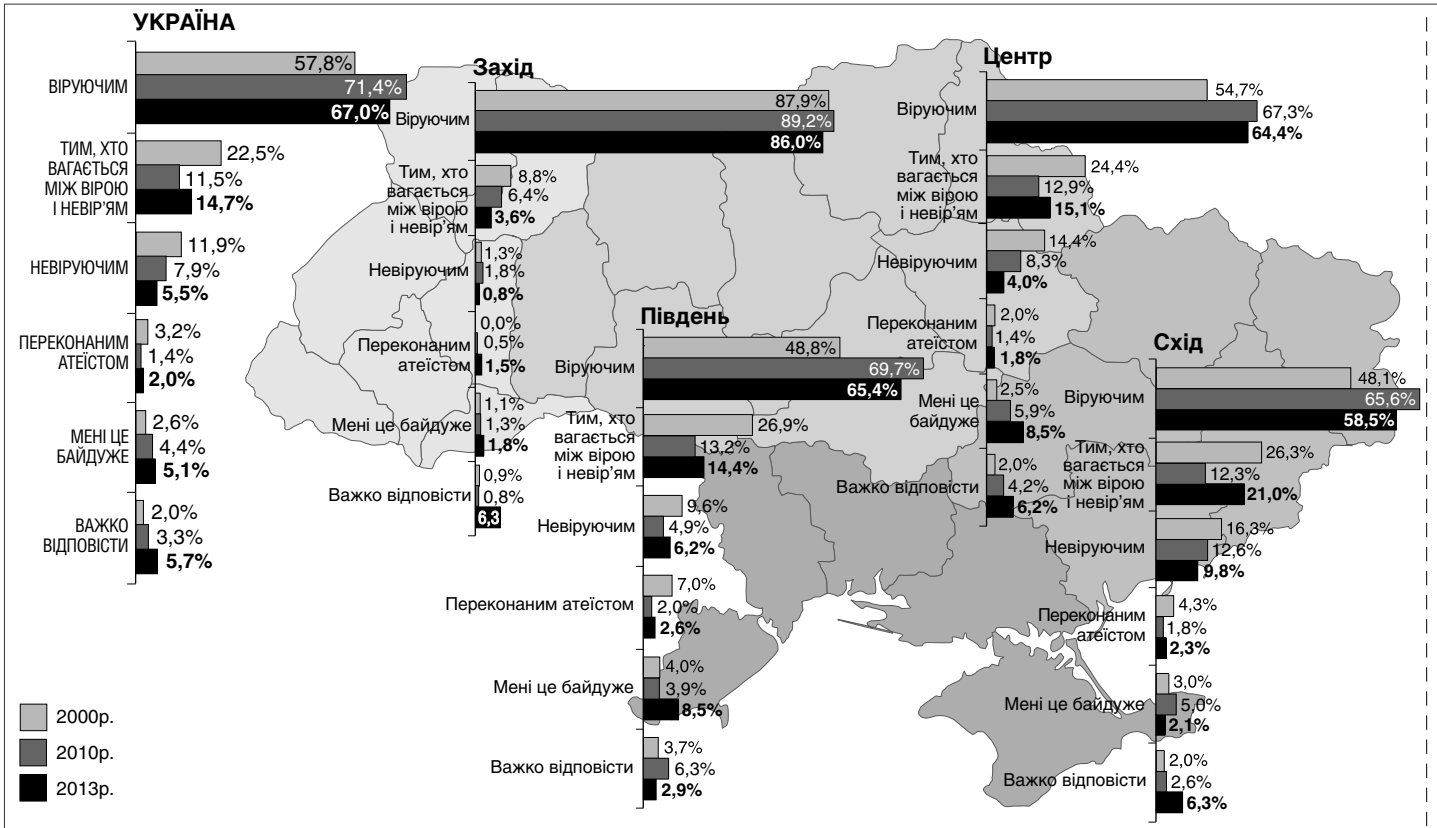 УКРАЇНА
ВІРУЮЧИМ
57,8%
71,4%
67,0%
ТИМ, ХТО
ВАГАЄТЬСЯ
МІЖ ВІРОЮ
І НЕВІР’ЯМ
22,5%
11,5%
14,7%
НЕВІРУЮЧИМ
11,9%
7,9%
5,5%
ПЕРЕКОНАНИМ
АТЕЇСТОМ
3,2%
1,4%
2,0%
МЕНІ ЦЕ
БАЙДУЖЕ
2,6%
4,4%
5,1%
ВАЖКО
ВІДПОВІСТИ
2,0%
3,3%
5,7%
Захід
Віруючим
87,9%
89,2%
86,0%
Тим, хто
вагається
між вірою
і невір’ям
8,8%
6,4%
3,6%
Невіруючим
1,3%
1,8%
0,8%
Переконаним
атеїстом
0,0%
0,5%
1,5%
Мені це байдуже
1,1%
1,3%
1,8%
Важко відповісти
0,9%
0,8%
6,3
Південь
Віруючим
48,8%
69,7%
65,4%
Тим, хто
вагається
між вірою
і невір’ям
26,9%
13,2%
14,4%
Невіруючим
9,6%
4,9%
6,2%
Переконаним атеїстом
7,0%
2,0%
2,6%
Мені це байдуже
4,0%
3,9%
8,5%
Важко відповісти
3,7%
6,3%
2,9%
Центр
Віруючим
54,7%
67,3%
64,4%
Тим, хто
вагається
між вірою
і невір’ям
24,4%
12,9%
15,1%
Невіруючим
14,4%
8,3%
4,0%
Переконаним
атеїстом
2,0%
1,4%
1,8%
Мені це
байдуже
2,5%
5,9%
8,5%
Важко відповісти
2,0%
4,2%
6,2%
Схід
Віруючим
48,1%
65,6%
58,5%
Тим, хто
вагається
між вірою
і невір’ям
26,3%
12,3%
21,0%
Невіруючим
16,3%
12,6%
9,8%
Переконаним
атеїстом
4,3%
1,8%
2,3%
Мені це байдуже
3,0%
5,0%
2,1%
Важко відповісти
2,0%
2,6%
6,3%
2000р.
2010р.
2013р.